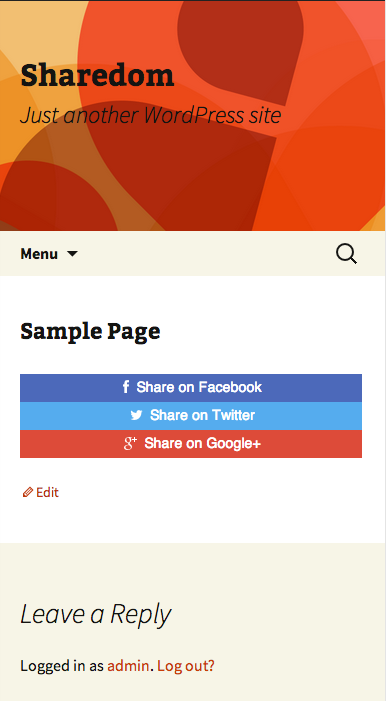 Sharedom
Just another WordPress site
Menu
Sample Page
Share on Facebook
Share on Twitter
Share on Google+
Edit
Leave a Reply
Logged in as admin. Log out?